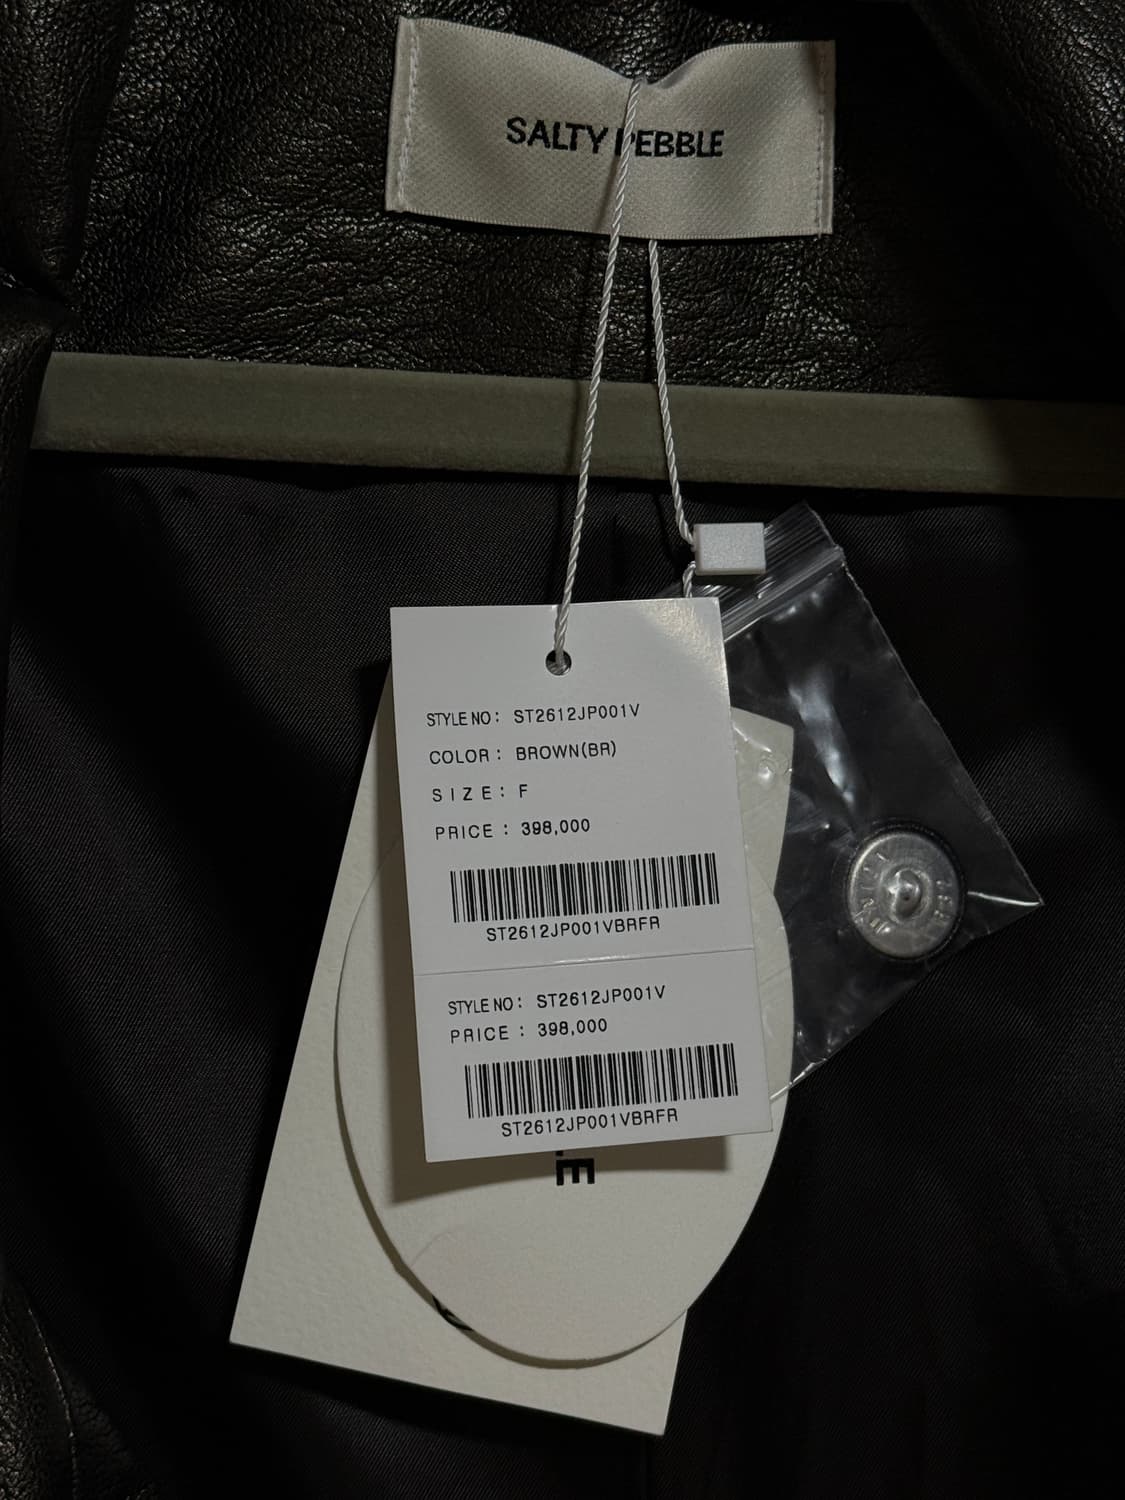 SALTY PEBBLE
STYLE NO: ST2612JP001V
COLOR: BROWN(BR)
SIZE: F
PRICE: 398,000
ST2612JP001VBRFR
STYLE NO: ST2612JP001V
PRICE: 398,000
ST2612JP001VBRFR
LE